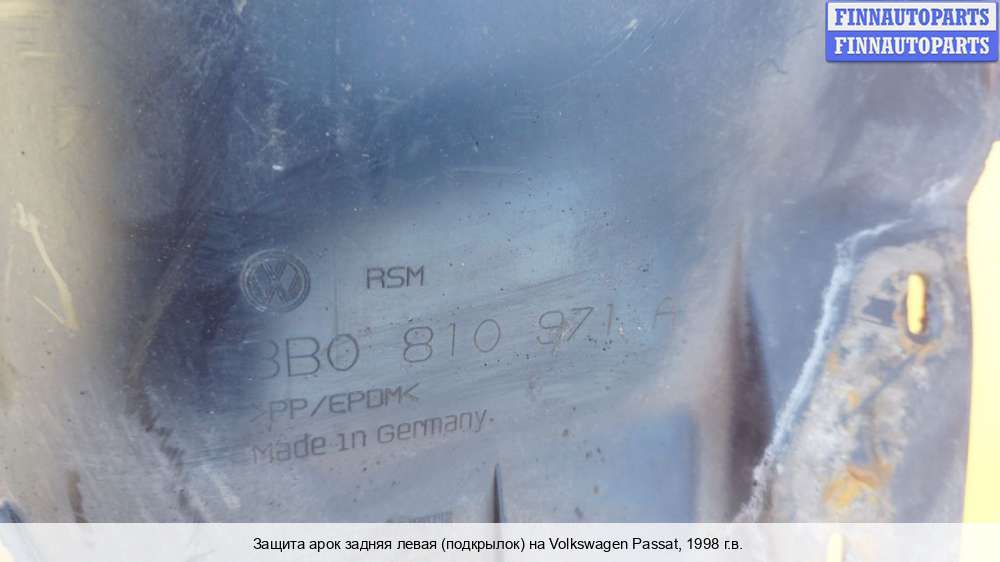 FINNAUTOPARTS
FINNAUTOPARTS
RSM
3B0 810 971 A
>PP/EPDM<
Made in Germany.
Защита арок задняя левая (подкрылок) на Volkswagen Passat, 1998 г.в.